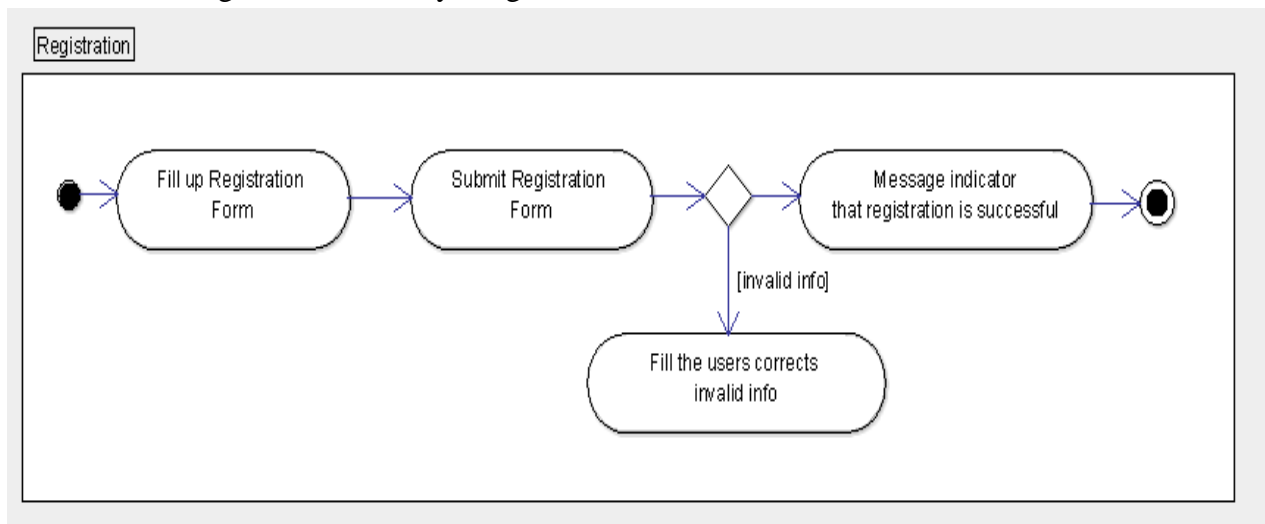 Registration
Fill up Registration
Form
Submit Registration
Form
Message indicator
that registration is successful
[invalid info]
Fill the users corrects
invalid info